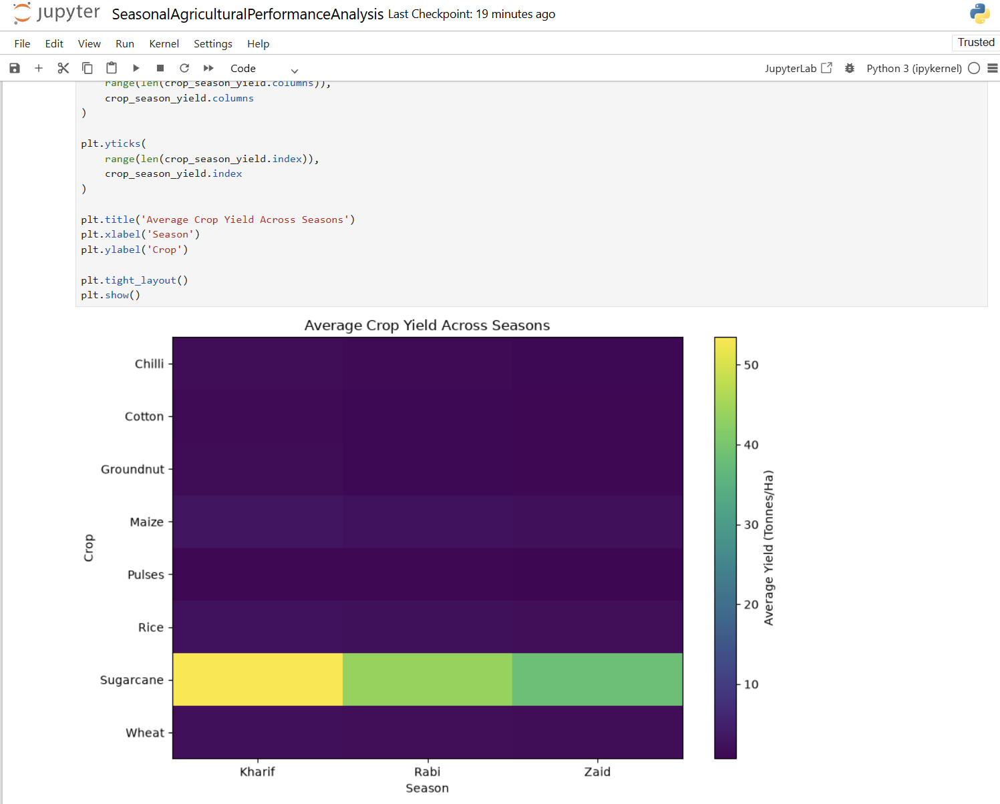 jupyter SeasonalAgriculturalPerformanceAnalysis Last Checkpoint: 19 minutes ago
File Edit View Run Kernel Settings Help Trusted
Code JupyterLab Python 3 (ipykernel)
range(len(crop_season_yield.columns)),
crop_season_yield.columns
)
plt.yticks(
range(len(crop_season_yield.index)),
crop_season_yield.index
)
plt.title('Average Crop Yield Across Seasons')
plt.xlabel('Season')
plt.ylabel('Crop')
plt.tight_layout()
plt.show()
Average Crop Yield Across Seasons
Crop
Chilli
Cotton
Groundnut
Maize
Pulses
Rice
Sugarcane
Wheat
Kharif Rabi Zaid
Season
50
40
30
20
10
Average Yield (Tonnes/Ha)